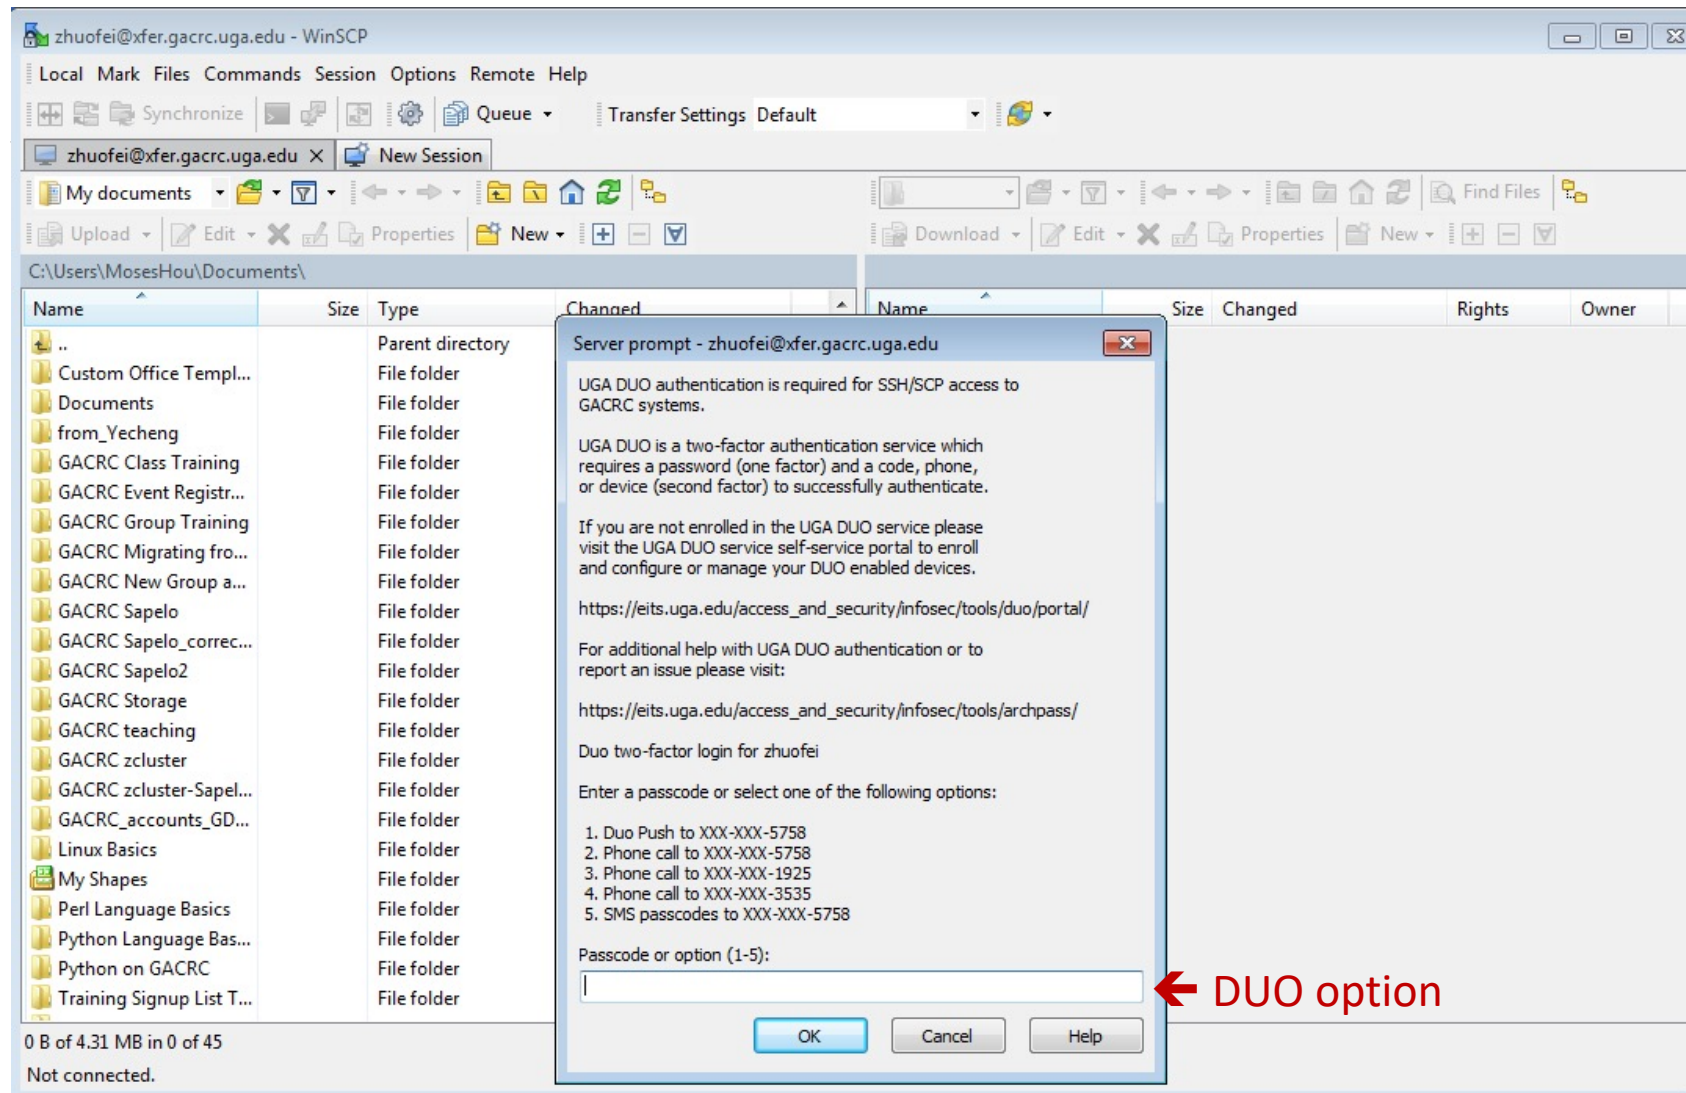 zhuofei@xfer.gacrc.uga.edu - WinSCP
Local Mark Files Commands Session Options Remote Help
Synchronize Queue Transfer Settings Default
zhuofei@xfer.gacrc.uga.edu New Session
My documents Find Files
Upload Edit Properties New Download Edit Properties New
C:\Users\MosesHou\Documents\
Name Size Type Changed Name Size Changed Rights Owner
.. Parent directory
Custom Office Templ... File folder
Documents File folder
from_Yecheng File folder
GACRC Class Training File folder
GACRC Event Registr... File folder
GACRC Group Training File folder
GACRC Migrating fro... File folder
GACRC New Group a... File folder
GACRC Sapelo File folder
GACRC Sapelo_correc... File folder
GACRC Sapelo2 File folder
GACRC Storage File folder
GACRC teaching File folder
GACRC zcluster File folder
GACRC zcluster-Sapel... File folder
GACRC_accounts_GD... File folder
Linux Basics File folder
My Shapes File folder
Perl Language Basics File folder
Python Language Bas... File folder
Python on GACRC File folder
Training Signup List T... File folder
Server prompt - zhuofei@xfer.gacrc.uga.edu
UGA DUO authentication is required for SSH/SCP access to
GACRC systems.
UGA DUO is a two-factor authentication service which
requires a password (one factor) and a code, phone,
or device (second factor) to successfully authenticate.
If you are not enrolled in the UGA DUO service please
visit the UGA DUO service self-service portal to enroll
and configure or manage your DUO enabled devices.
https://eits.uga.edu/access_and_security/infosec/tools/duo/portal/
For additional help with UGA DUO authentication or to
report an issue please visit:
https://eits.uga.edu/access_and_security/infosec/tools/archpass/
Duo two-factor login for zhuofei
Enter a passcode or select one of the following options:
1. Duo Push to XXX-XXX-5758
2. Phone call to XXX-XXX-5758
3. Phone call to XXX-XXX-1925
4. Phone call to XXX-XXX-3535
5. SMS passcodes to XXX-XXX-5758
Passcode or option (1-5):
DUO option
OK Cancel Help
0 B of 4.31 MB in 0 of 45
Not connected.